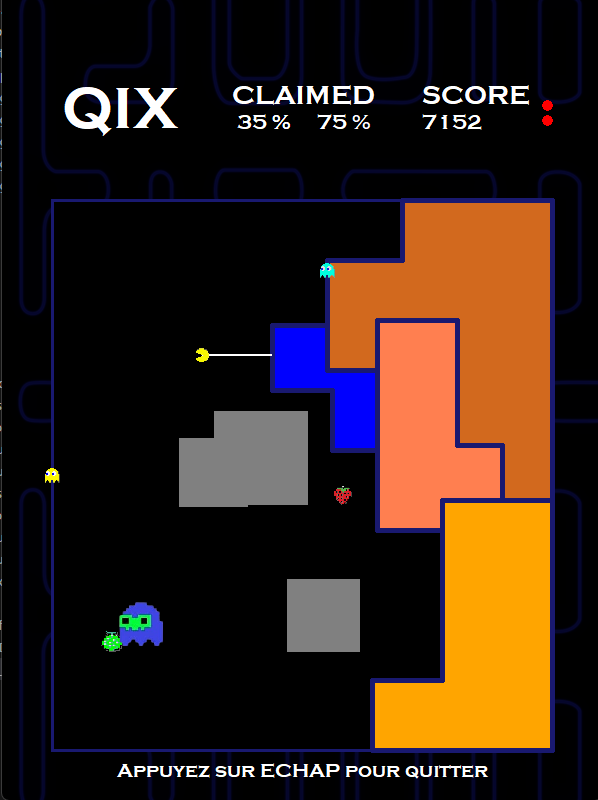 QIX
CLAIMED
35 % 75 %
SCORE
7152
APPUYEZ SUR ECHAP POUR QUITTER